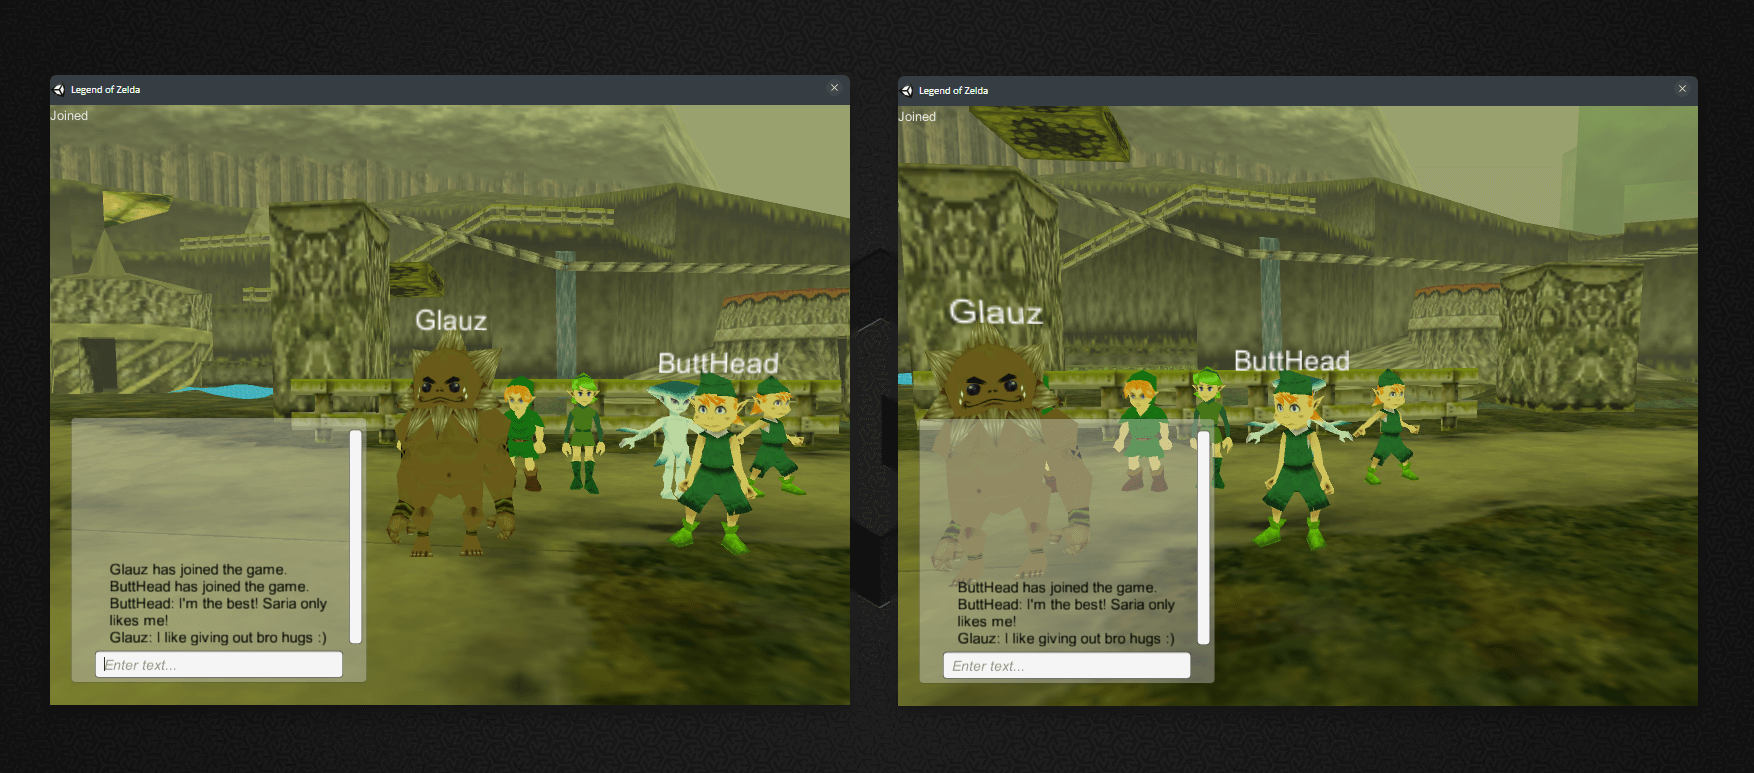 Legend of Zelda
Joined
Glauz
ButtHead
Glauz has joined the game.
ButtHead has joined the game.
ButtHead: I'm the best! Saria only
likes me!
Glauz: I like giving out bro hugs :)
Enter text...
Legend of Zelda
Joined
Glauz
ButtHead
ButtHead has joined the game.
ButtHead: I'm the best! Saria only
likes me!
Glauz: I like giving out bro hugs :)
Enter text...